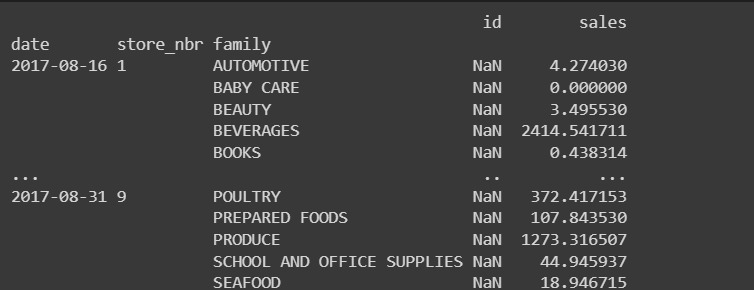 id sales
date store_nbr family
2017-08-16 1 AUTOMOTIVE NaN 4.274030
BABY CARE NaN 0.000000
BEAUTY NaN 3.495530
BEVERAGES NaN 2414.541711
BOOKS NaN 0.438314
... .. ...
2017-08-31 9 POULTRY NaN 372.417153
PREPARED FOODS NaN 107.843530
PRODUCE NaN 1273.316507
SCHOOL AND OFFICE SUPPLIES NaN 44.945937
SEAFOOD NaN 18.946715